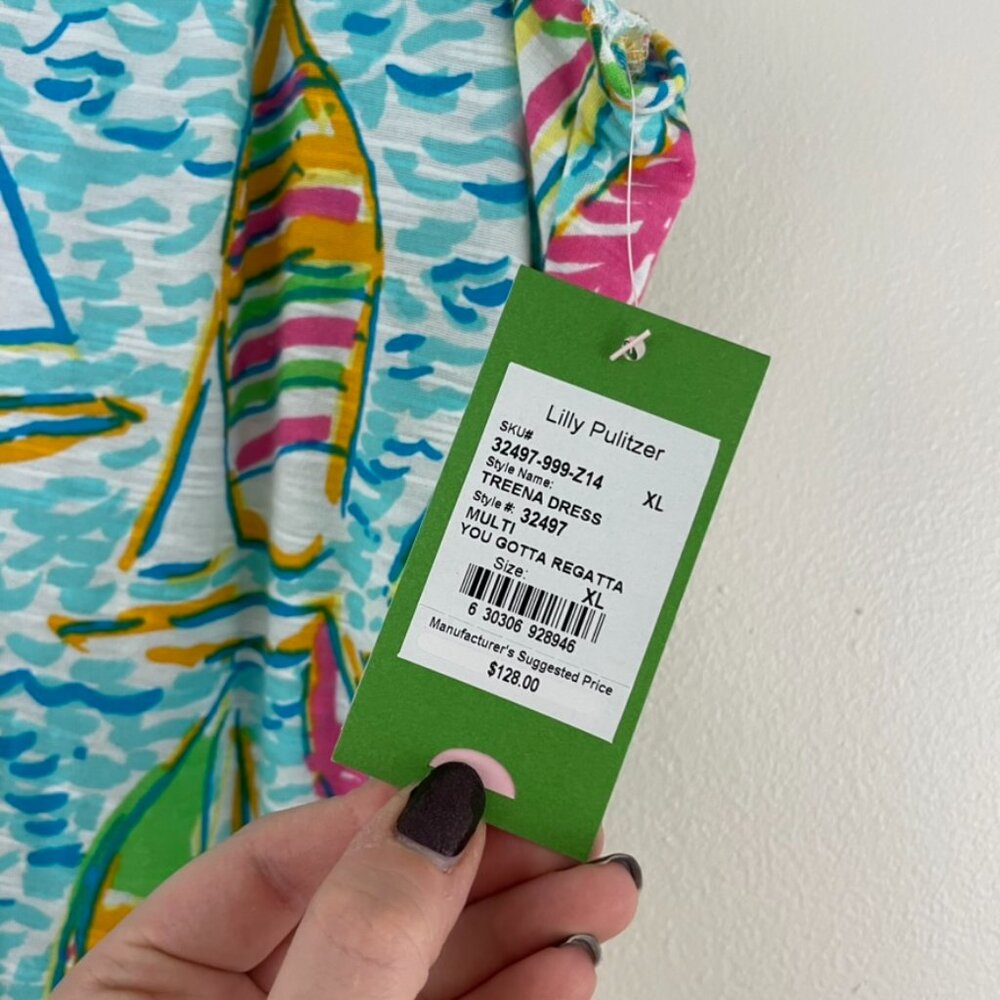 Lilly Pulitzer
SKU#
32497-999-Z14 XL
Style Name:
TREENA DRESS
Style #: 32497
MULTI
YOU GOTTA REGATTA
Size: XL
6 30306 928946
Manufacturer's Suggested Price
$128.00